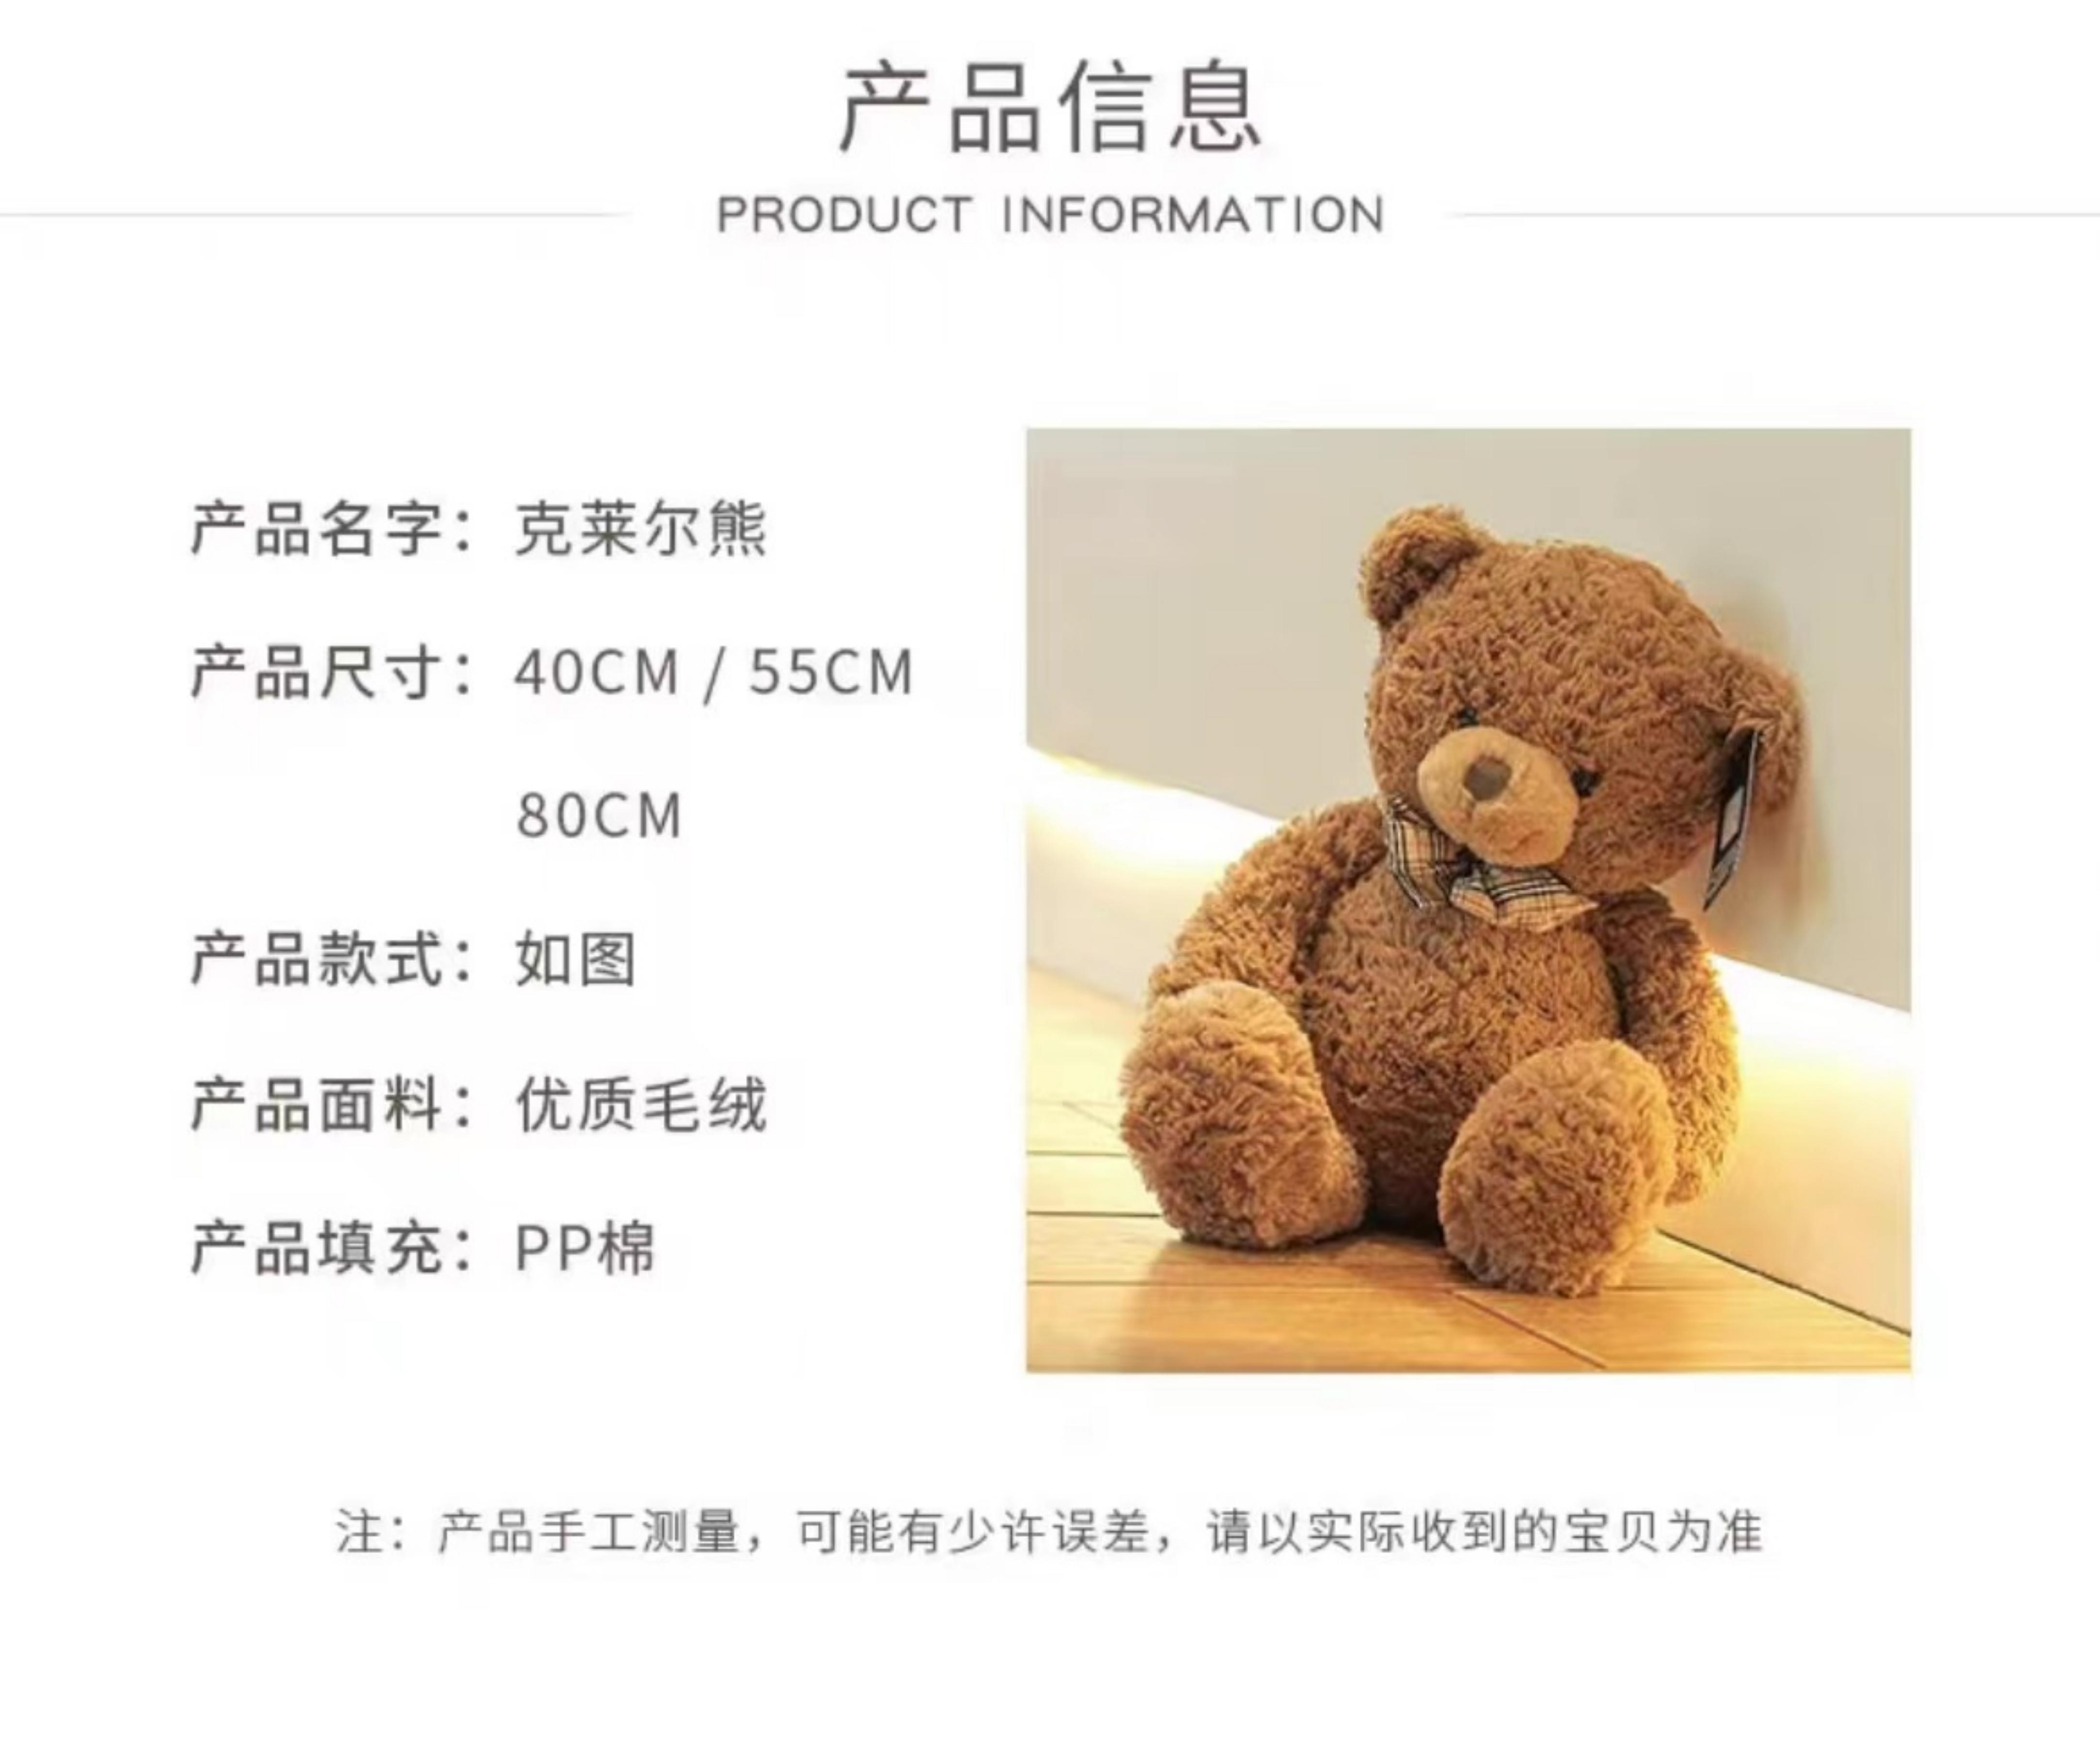 产品信息
PRODUCT INFORMATION
产品名字：克莱尔熊
产品尺寸：40CM / 55CM
80CM
产品款式：如图
产品面料：优质毛绒
产品填充：PP棉
注：产品手工测量，可能有少许误差，请以实际收到的宝贝为准